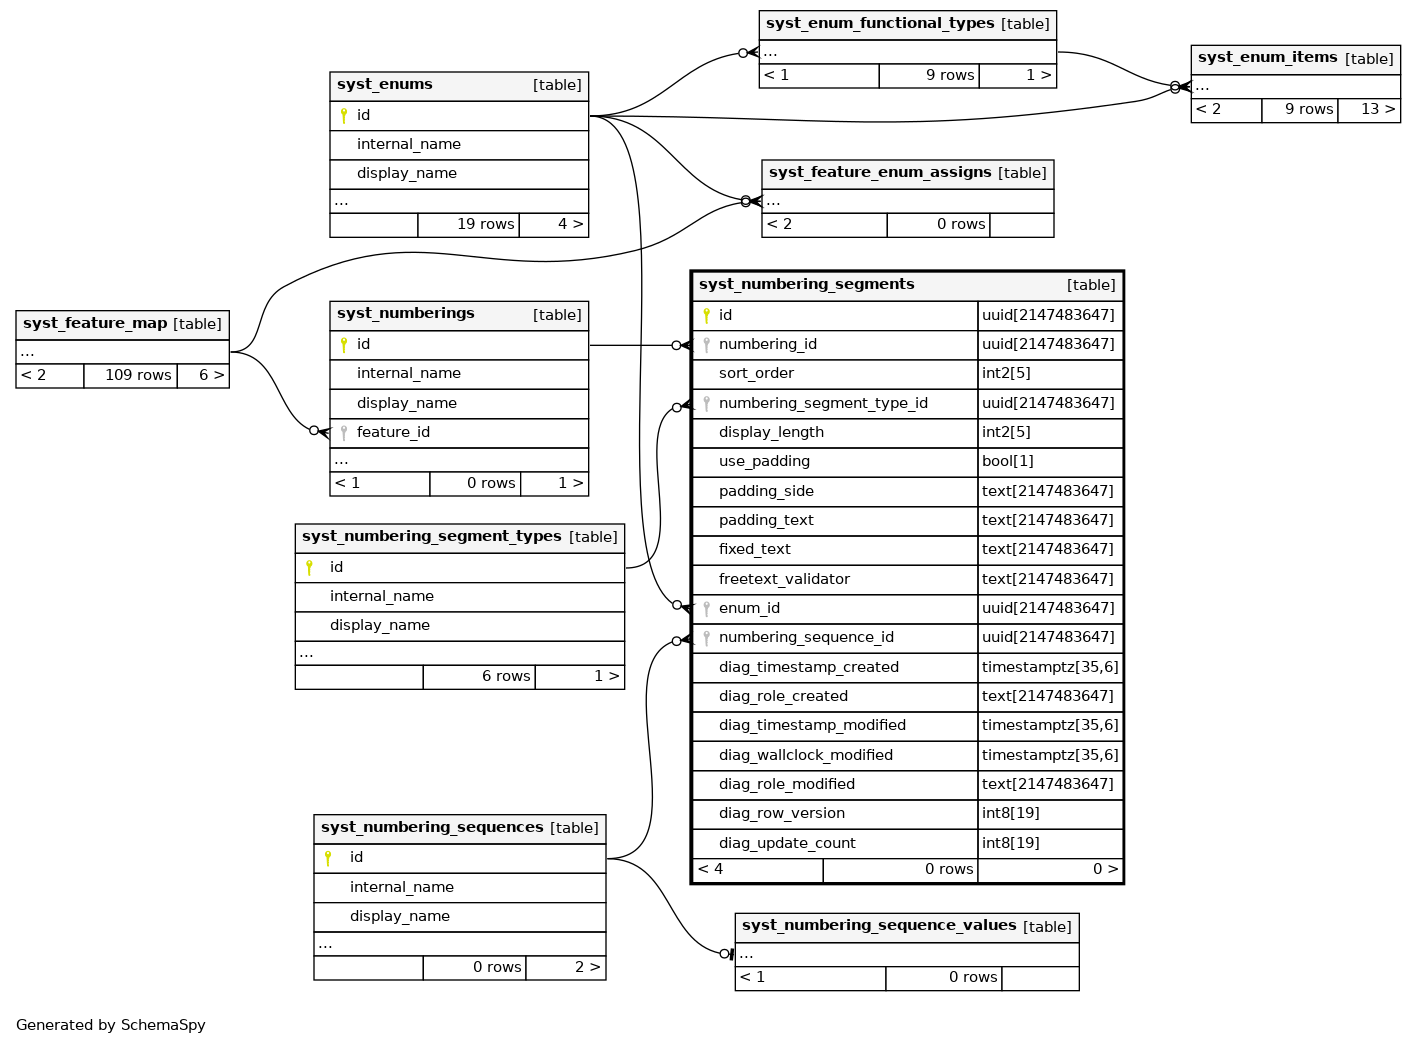 syst_enum_functional_types [table]
...
< 1 9 rows 1 >
syst_enum_items [table]
...
< 2 9 rows 13 >
syst_enums [table]
id
internal_name
display_name
...
19 rows 4 >
syst_feature_enum_assigns [table]
...
< 2 0 rows
syst_feature_map [table]
...
< 2 109 rows 6 >
syst_numberings [table]
id
internal_name
display_name
feature_id
...
< 1 0 rows 1 >
syst_numbering_segments [table]
id uuid[2147483647]
numbering_id uuid[2147483647]
sort_order int2[5]
numbering_segment_type_id uuid[2147483647]
display_length int2[5]
use_padding bool[1]
padding_side text[2147483647]
padding_text text[2147483647]
fixed_text text[2147483647]
freetext_validator text[2147483647]
enum_id uuid[2147483647]
numbering_sequence_id uuid[2147483647]
diag_timestamp_created timestamptz[35,6]
diag_role_created text[2147483647]
diag_timestamp_modified timestamptz[35,6]
diag_wallclock_modified timestamptz[35,6]
diag_role_modified text[2147483647]
diag_row_version int8[19]
diag_update_count int8[19]
< 4 0 rows 0 >
syst_numbering_segment_types [table]
id
internal_name
display_name
...
6 rows 1 >
syst_numbering_sequences [table]
id
internal_name
display_name
...
0 rows 2 >
syst_numbering_sequence_values [table]
...
< 1 0 rows
Generated by SchemaSpy